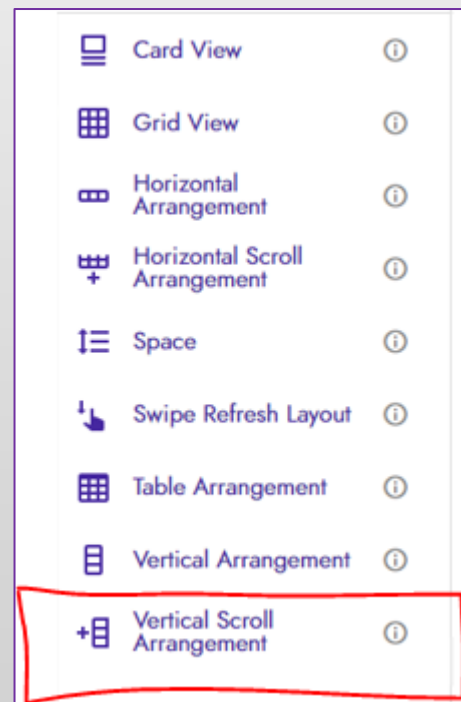 Card View
Grid View
Horizontal
Arrangement
Horizontal Scroll
Arrangement
Space
Swipe Refresh Layout
Table Arrangement
Vertical Arrangement
Vertical Scroll
Arrangement